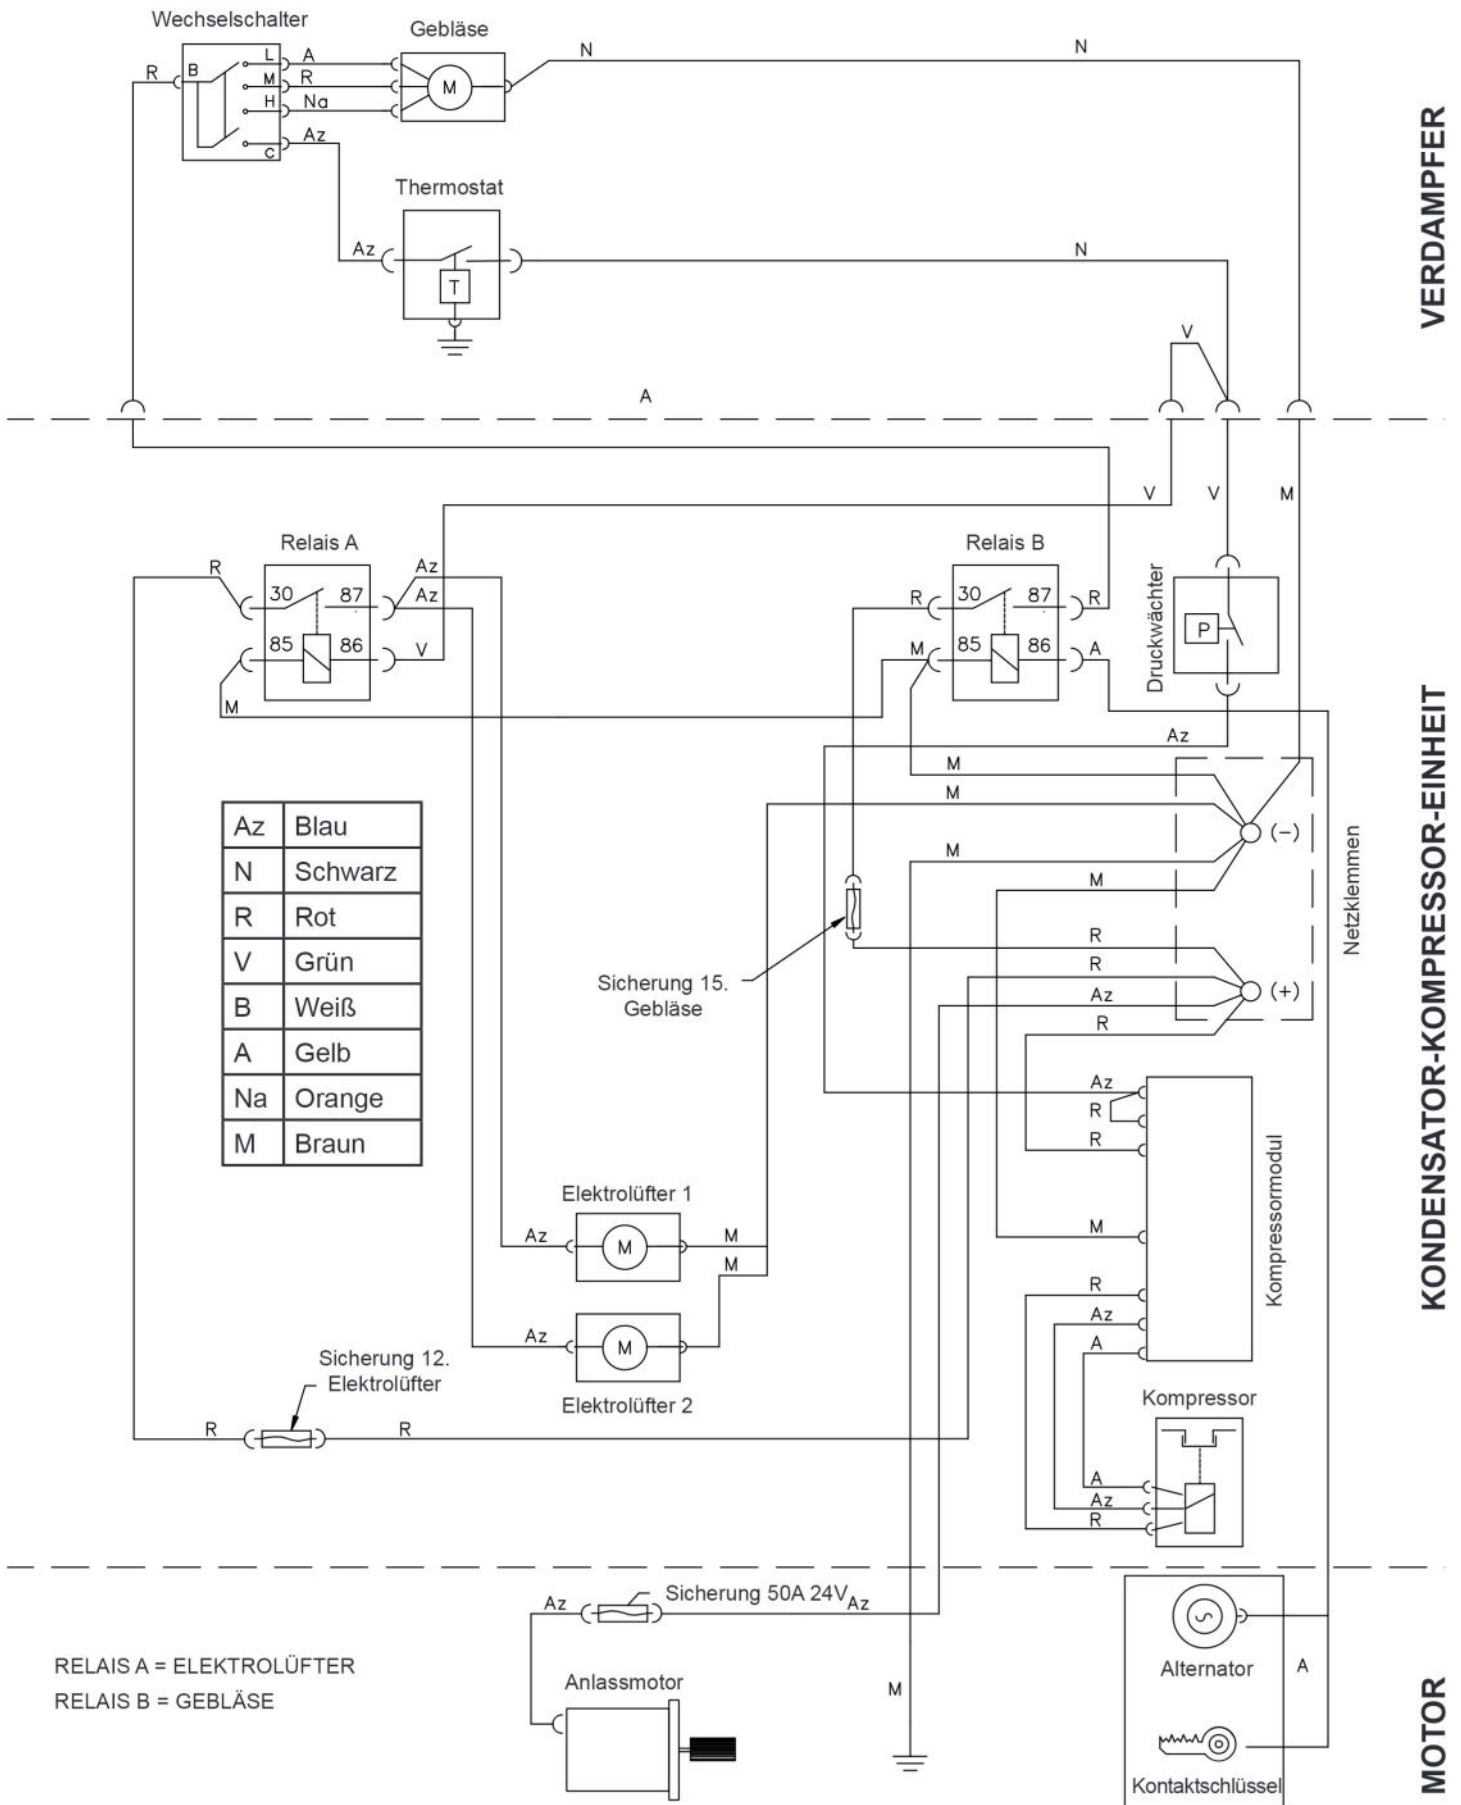 Wechselschalter
Gebläse
N
N
R
B
L
A
M
R
M
H
Na
C
Az
Thermostat
Az
N
T
V
A
VERDAMPFER
V
V
M
Relais A
Relais B
R
Az
30
87
Az
85
86
V
M
R
30
87
R
M
85
86
A
Druckwächter
P
Az
M
M
(-)
M
M
Netzklemmen
R
R
(+)
Az
R
Sicherung 15.
Gebläse
Az Blau
N Schwarz
R Rot
V Grün
B Weiß
A Gelb
Na Orange
M Braun
Az
R
R
M
R
Az
A
Kompressormodul
KONDENSATOR-KOMPRESSOR-EINHEIT
Elektrolüfter 1
Az
M
M
M
Az
M
Elektrolüfter 2
Sicherung 12.
Elektrolüfter
R
R
Kompressor
A
Az
R
Az
Sicherung 50A 24V
Az
RELAIS A = ELEKTROLÜFTER
RELAIS B = GEBLÄSE
Anlassmotor
M
Alternator
A
Kontaktschlüssel
MOTOR